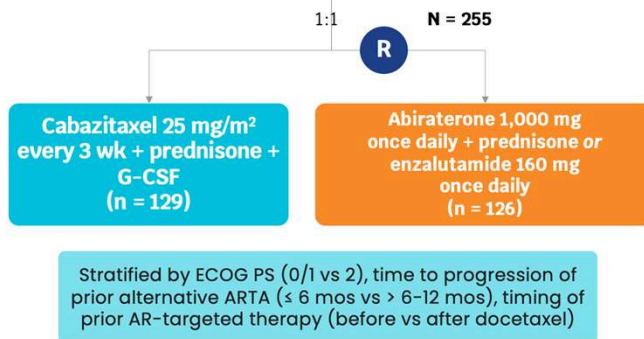 1:1
N = 255
R
Cabazitaxel 25 mg/m²
every 3 wk + prednisone +
G-CSF
(n = 129)
Abiraterone 1,000 mg
once daily + prednisone or
enzalutamide 160 mg
once daily
(n = 126)
Stratified by ECOG PS (0/1 vs 2), time to progression of
prior alternative ARTA (≤ 6 mos vs > 6-12 mos), timing of
prior AR-targeted therapy (before vs after docetaxel)